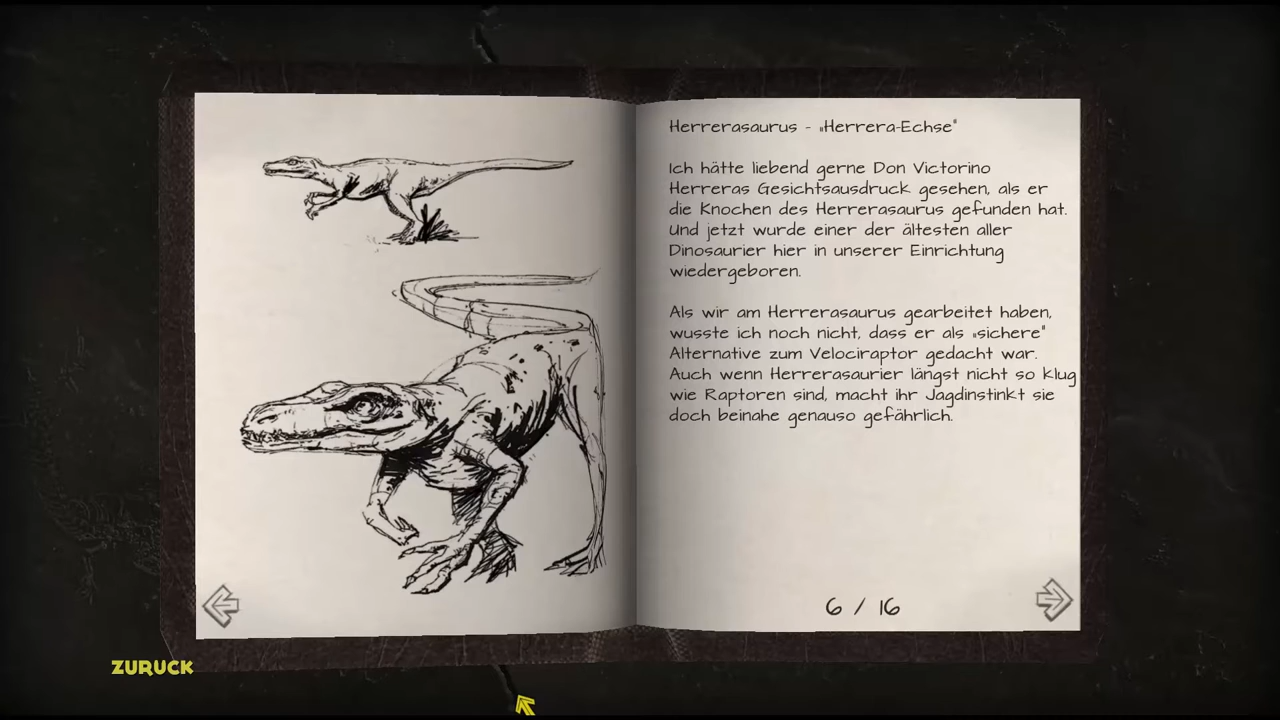 Herrerasaurus - „Herrera-Echse"
Ich hätte liebend gerne Don Victorino
Herreras Gesichtsausdruck gesehen, als er
die Knochen des Herrerasaurus gefunden hat.
Und jetzt wurde einer der ältesten aller
Dinosaurier hier in unserer Einrichtung
wiedergeboren.
Als wir am Herrerasaurus gearbeitet haben,
wusste ich noch nicht, dass er als „sichere"
Alternative zum Velociraptor gedacht war.
Auch wenn Herrerasaurier längst nicht so klug
wie Raptoren sind, macht ihr Jagdinstinkt sie
doch beinahe genauso gefährlich.
6 / 16
ZURUCK